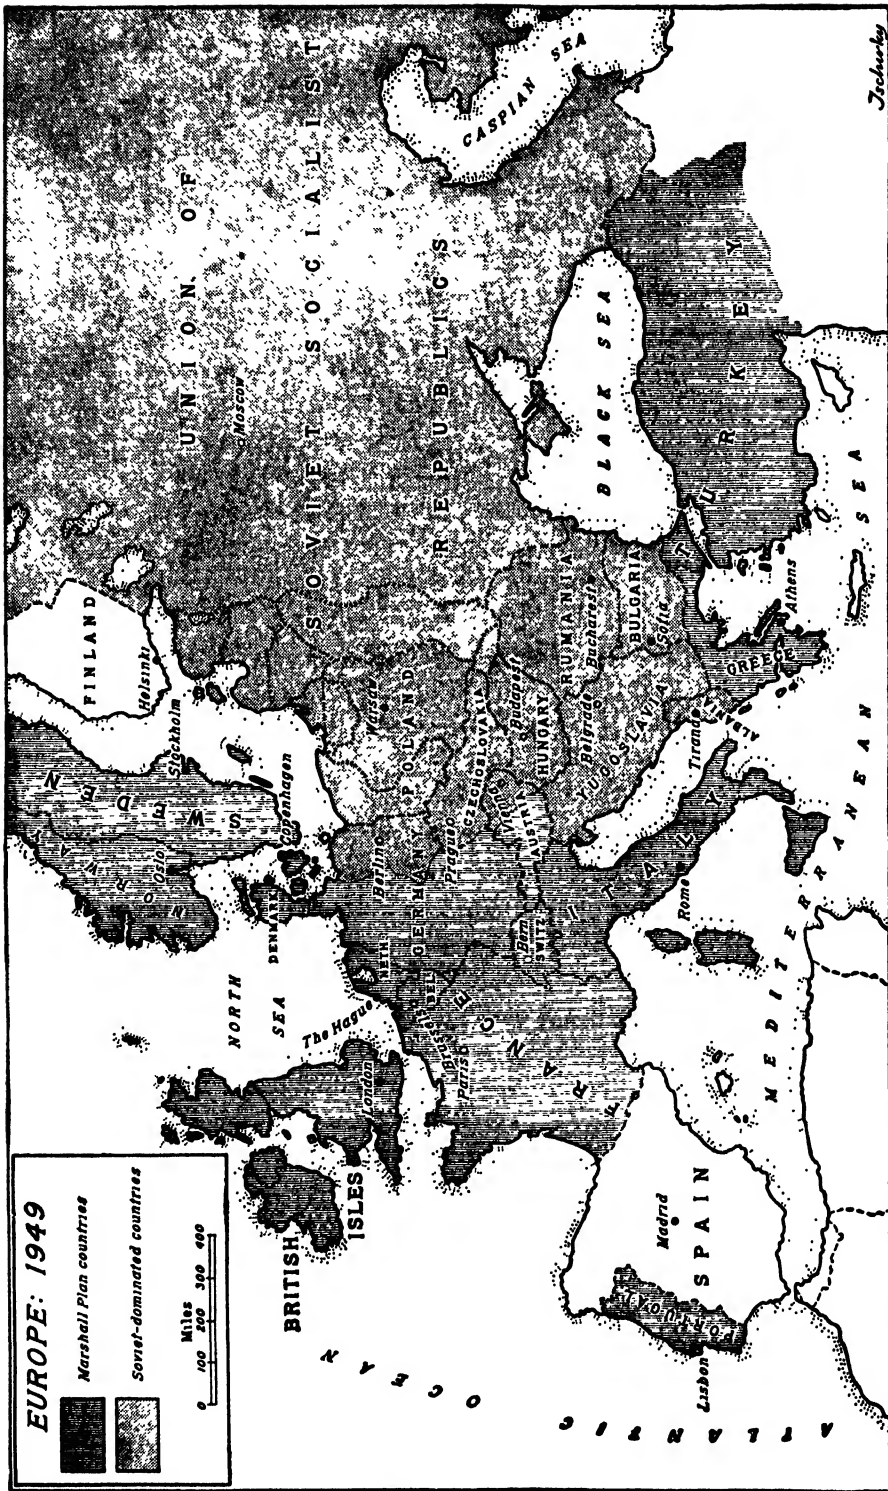 EUROPE: 1949
Marshall Plan countries
Soviet-dominated countries
Miles
0 100 200 300 400
NORWAY
Oslo
SWEDEN
Stockholm
FINLAND
Helsinki
UNION OF
SOVIET SOCIALIST
REPUBLICS
Moscow
NORTH
SEA
DENMARK
Copenhagen
BRITISH
ISLES
London
The Hague
NETH.
BEL.
Brussels
Paris
FRANCE
GERMANY
Berlin
POLAND
Warsaw
Prague
CZECHOSLOVAKIA
Bern
SWITZ.
AUSTRIA
Vienna
HUNGARY
Budapest
RUMANIA
Bucharest
BULGARIA
Sofia
YUGOSLAVIA
Belgrade
Tirana
ALBANIA
GREECE
Athens
TURKEY
BLACK SEA
CASPIAN SEA
ITALY
Rome
ATLANTIC
OCEAN
PORTUGAL
Lisbon
SPAIN
Madrid
MEDITERRANEAN
SEA
Tschirky